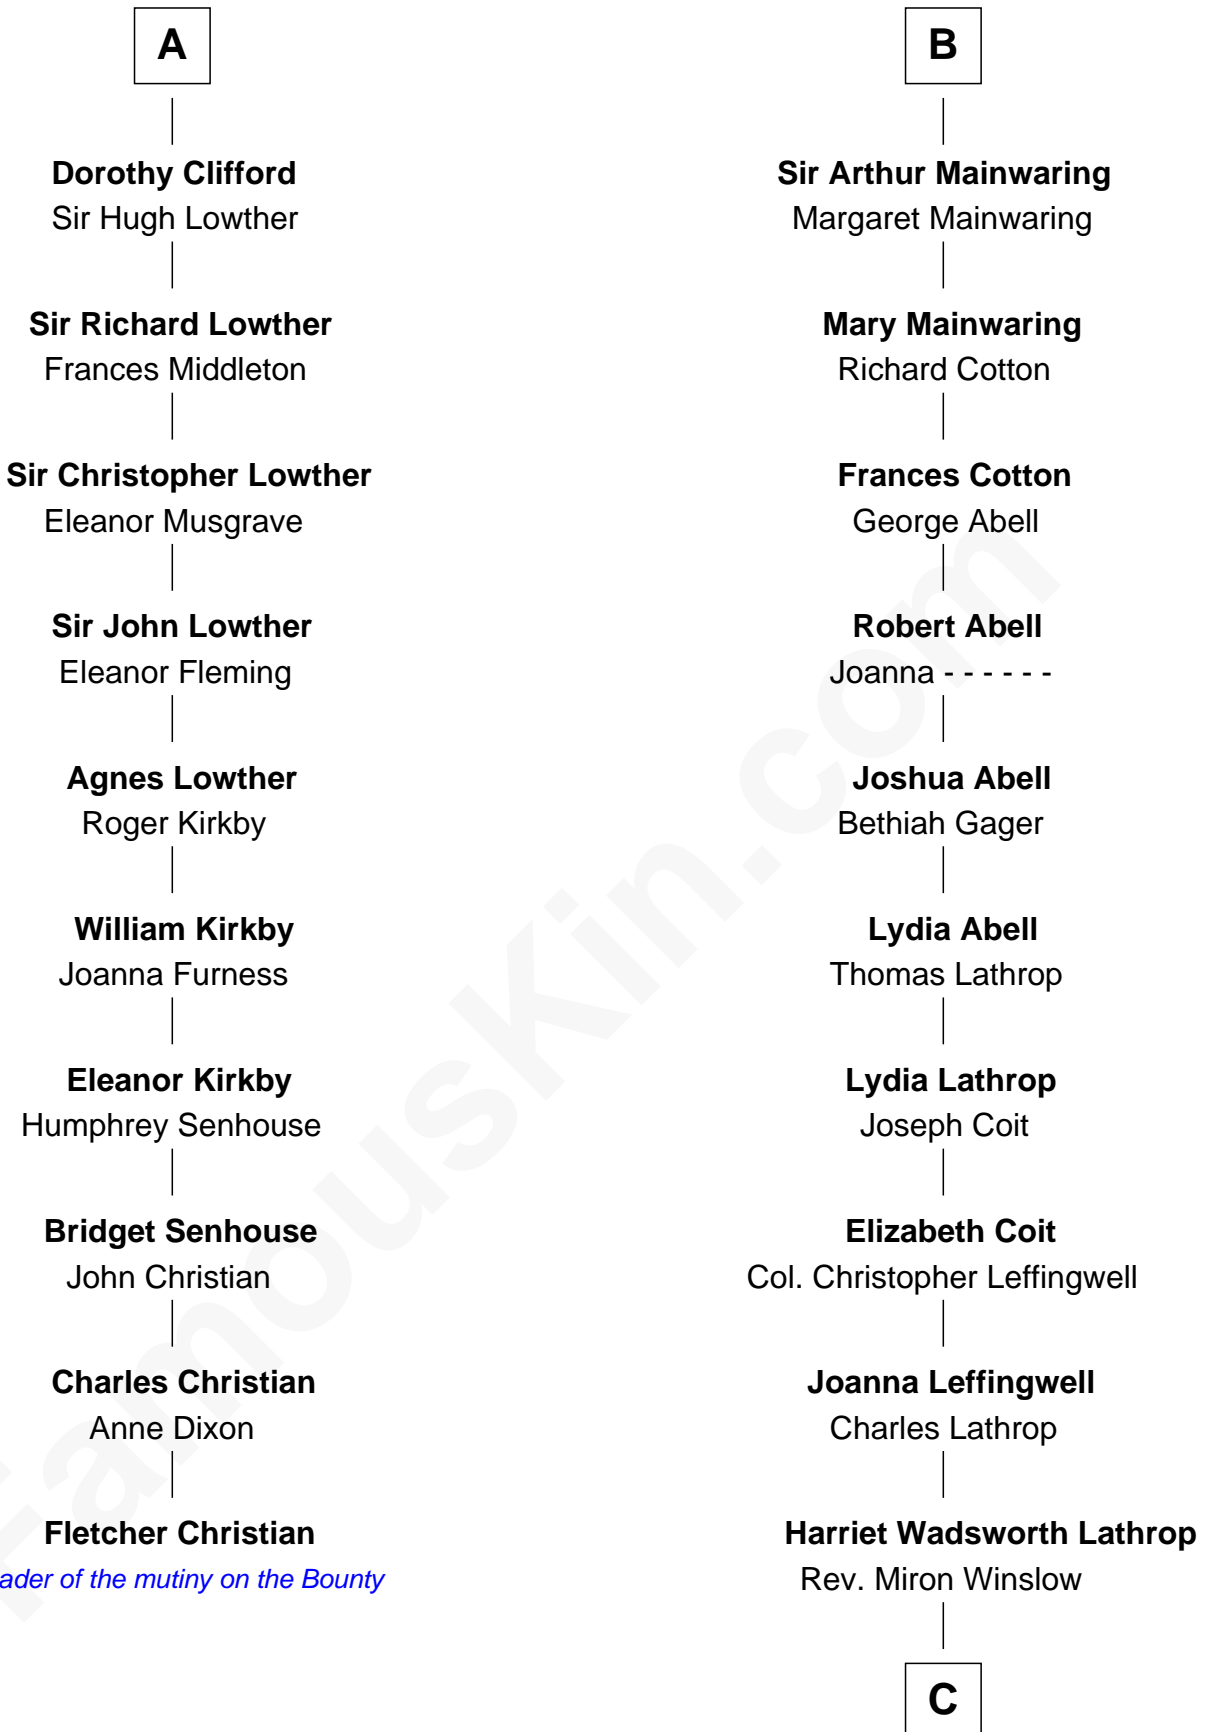 A
Dorothy Clifford
Sir Hugh Lowther
Sir Richard Lowther
Frances Middleton
Sir Christopher Lowther
Eleanor Musgrave
Sir John Lowther
Eleanor Fleming
Agnes Lowther
Roger Kirkby
William Kirkby
Joanna Furness
Eleanor Kirkby
Humphrey Senhouse
Bridget Senhouse
John Christian
Charles Christian
Anne Dixon
Fletcher Christian
ader of the mutiny on the Bounty
B
Sir Arthur Mainwaring
Margaret Mainwaring
Mary Mainwaring
Richard Cotton
Frances Cotton
George Abell
Robert Abell
Joanna - - - - - -
Joshua Abell
Bethiah Gager
Lydia Abell
Thomas Lathrop
Lydia Lathrop
Joseph Coit
Elizabeth Coit
Col. Christopher Leffingwell
Joanna Leffingwell
Charles Lathrop
Harriet Wadsworth Lathrop
Rev. Miron Winslow
C
FamousKin.com